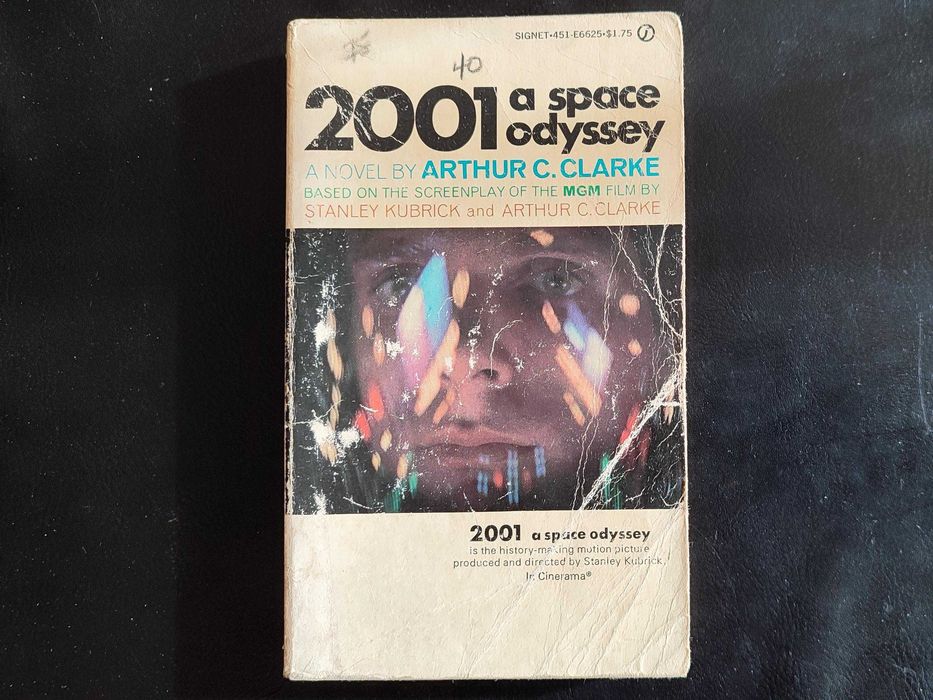 SIGNET•451-E6625•$1.75
40
2001 a space
odyssey
A NOVEL BY ARTHUR C. CLARKE
BASED ON THE SCREENPLAY OF THE MGM FILM BY
STANLEY KUBRICK and ARTHUR C. CLARKE
2001 a space odyssey
is the history-making motion picture
produced and directed by Stanley Kubrick.
In Cinerama®